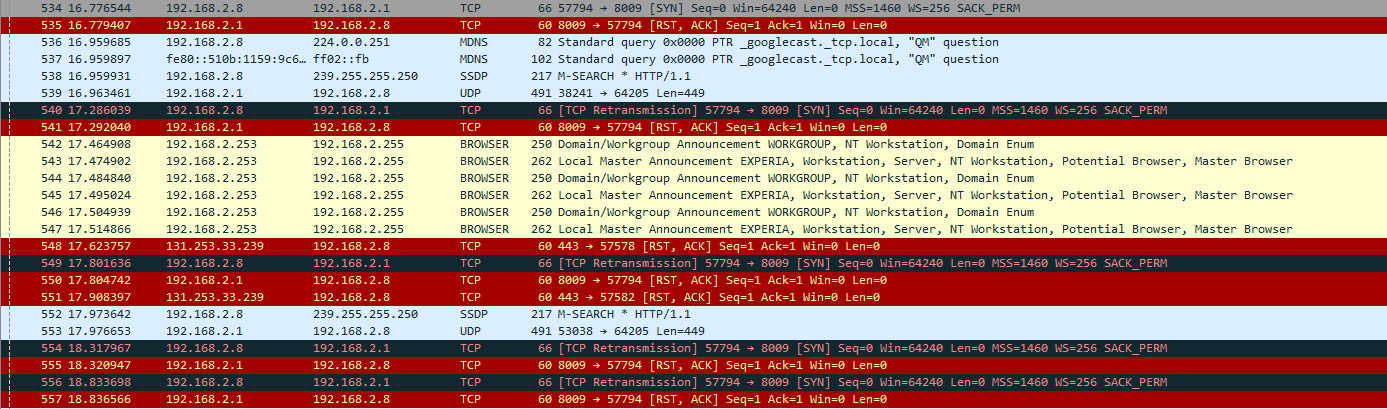 534 16.776544 192.168.2.8 192.168.2.1 TCP 66 57794 → 8009 [SYN] Seq=0 Win=64240 Len=0 MSS=1460 WS=256 SACK_PERM
535 16.779407 192.168.2.1 192.168.2.8 TCP 60 8009 → 57794 [RST, ACK] Seq=1 Ack=1 Win=0 Len=0
536 16.959685 192.168.2.8 224.0.0.251 MDNS 82 Standard query 0x0000 PTR _googlecast._tcp.local, "QM" question
537 16.959897 fe80::510b:1159:9c6… ff02::fb MDNS 102 Standard query 0x0000 PTR _googlecast._tcp.local, "QM" question
538 16.959931 192.168.2.8 239.255.255.250 SSDP 217 M-SEARCH * HTTP/1.1
539 16.963461 192.168.2.1 192.168.2.8 UDP 491 38241 → 64205 Len=449
540 17.286039 192.168.2.8 192.168.2.1 TCP 66 [TCP Retransmission] 57794 → 8009 [SYN] Seq=0 Win=64240 Len=0 MSS=1460 WS=256 SACK_PERM
541 17.292040 192.168.2.1 192.168.2.8 TCP 60 8009 → 57794 [RST, ACK] Seq=1 Ack=1 Win=0 Len=0
542 17.464908 192.168.2.253 192.168.2.255 BROWSER 250 Domain/Workgroup Announcement WORKGROUP, NT Workstation, Domain Enum
543 17.474902 192.168.2.253 192.168.2.255 BROWSER 262 Local Master Announcement EXPERIA, Workstation, Server, NT Workstation, Potential Browser, Master Browser
544 17.484840 192.168.2.253 192.168.2.255 BROWSER 250 Domain/Workgroup Announcement WORKGROUP, NT Workstation, Domain Enum
545 17.495024 192.168.2.253 192.168.2.255 BROWSER 262 Local Master Announcement EXPERIA, Workstation, Server, NT Workstation, Potential Browser, Master Browser
546 17.504939 192.168.2.253 192.168.2.255 BROWSER 250 Domain/Workgroup Announcement WORKGROUP, NT Workstation, Domain Enum
547 17.514866 192.168.2.253 192.168.2.255 BROWSER 262 Local Master Announcement EXPERIA, Workstation, Server, NT Workstation, Potential Browser, Master Browser
548 17.623757 131.253.33.239 192.168.2.8 TCP 60 443 → 57578 [RST, ACK] Seq=1 Ack=1 Win=0 Len=0
549 17.801636 192.168.2.8 192.168.2.1 TCP 66 [TCP Retransmission] 57794 → 8009 [SYN] Seq=0 Win=64240 Len=0 MSS=1460 WS=256 SACK_PERM
550 17.804742 192.168.2.1 192.168.2.8 TCP 60 8009 → 57794 [RST, ACK] Seq=1 Ack=1 Win=0 Len=0
551 17.908397 131.253.33.239 192.168.2.8 TCP 60 443 → 57582 [RST, ACK] Seq=1 Ack=1 Win=0 Len=0
552 17.973642 192.168.2.8 239.255.255.250 SSDP 217 M-SEARCH * HTTP/1.1
553 17.976653 192.168.2.1 192.168.2.8 UDP 491 53038 → 64205 Len=449
554 18.317967 192.168.2.8 192.168.2.1 TCP 66 [TCP Retransmission] 57794 → 8009 [SYN] Seq=0 Win=64240 Len=0 MSS=1460 WS=256 SACK_PERM
555 18.320947 192.168.2.1 192.168.2.8 TCP 60 8009 → 57794 [RST, ACK] Seq=1 Ack=1 Win=0 Len=0
556 18.833698 192.168.2.8 192.168.2.1 TCP 66 [TCP Retransmission] 57794 → 8009 [SYN] Seq=0 Win=64240 Len=0 MSS=1460 WS=256 SACK_PERM
557 18.836566 192.168.2.1 192.168.2.8 TCP 60 8009 → 57794 [RST, ACK] Seq=1 Ack=1 Win=0 Len=0